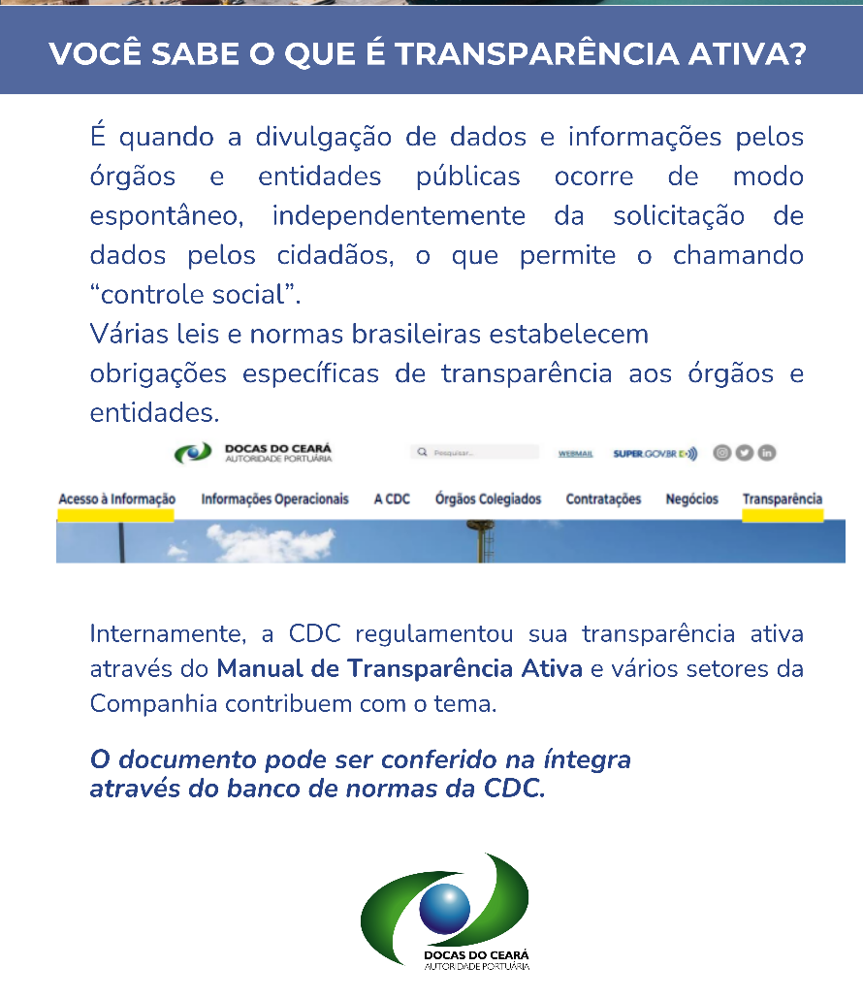 VOCÊ SABE O QUE É TRANSPARÊNCIA ATIVA?
É quando a divulgação de dados e informações pelos
órgãos e entidades públicas ocorre de modo
espontâneo, independentemente da solicitação de
dados pelos cidadãos, o que permite o chamando
“controle social”.
Várias leis e normas brasileiras estabelecem
obrigações específicas de transparência aos órgãos e
entidades.
DOCAS DO CEARÁ
AUTORIDADE PORTUÁRIA
Pesquisar...
WEBMAIL
SUPER.GOV.BR
Acesso à Informação
Informações Operacionais
A CDC
Órgãos Colegiados
Contratações
Negócios
Transparência
Internamente, a CDC regulamentou sua transparência ativa
através do Manual de Transparência Ativa e vários setores da
Companhia contribuem com o tema.
O documento pode ser conferido na íntegra
através do banco de normas da CDC.
DOCAS DO CEARÁ
AUTORIDADE PORTUÁRIA